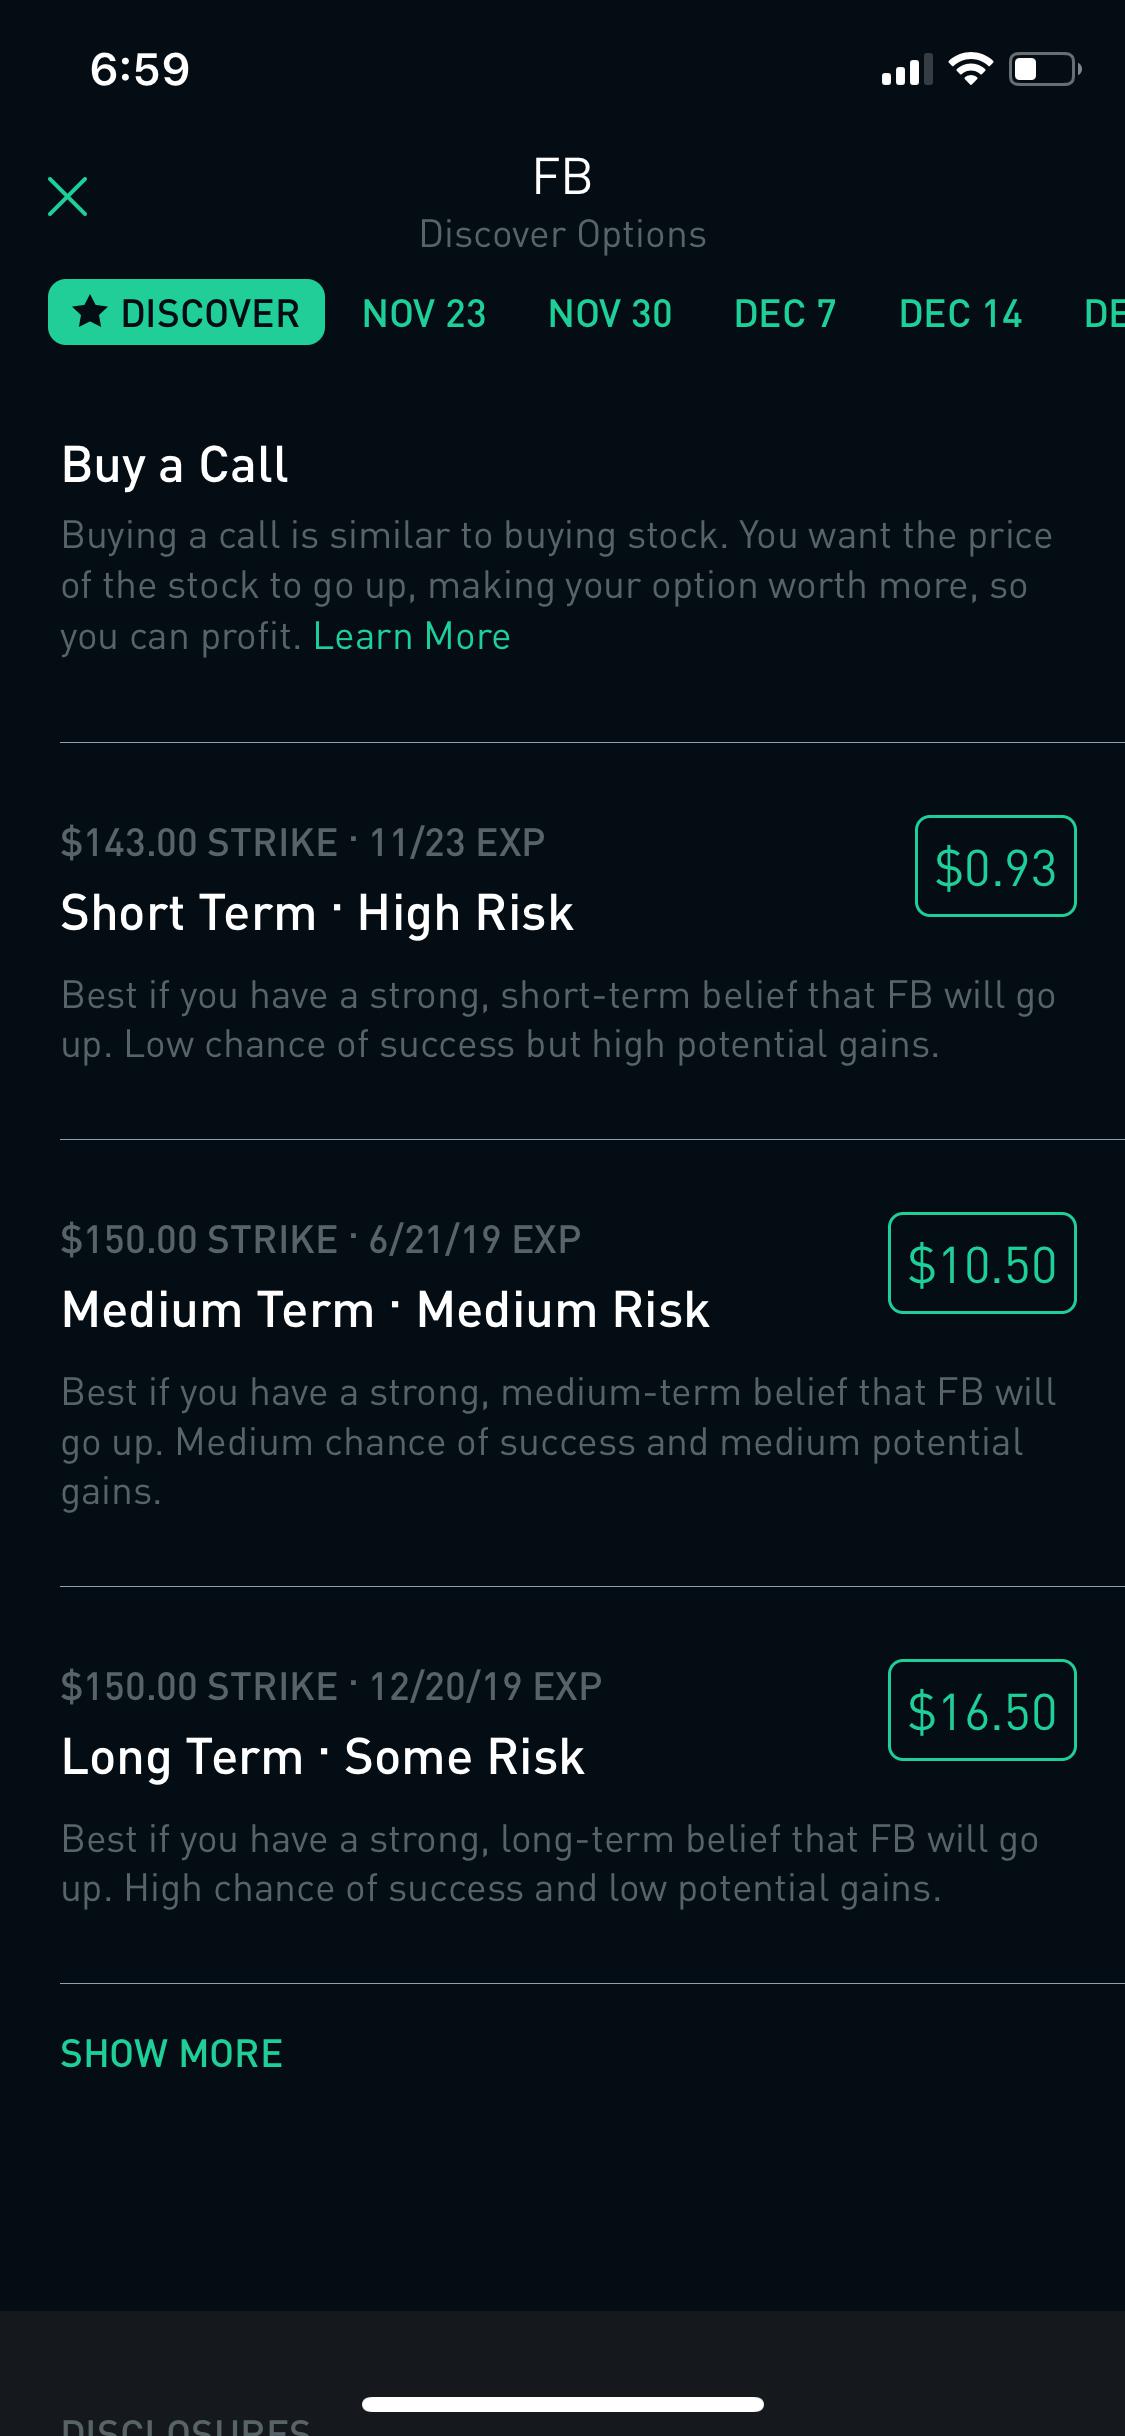 6:59
FB
Discover Options
DISCOVER NOV 23 NOV 30 DEC 7 DEC 14 DE
Buy a Call
Buying a call is similar to buying stock. You want the price
of the stock to go up, making your option worth more, so
you can profit. Learn More
$143.00 STRIKE · 11/23 EXP
$0.93
Short Term · High Risk
Best if you have a strong, short-term belief that FB will go
up. Low chance of success but high potential gains.
$150.00 STRIKE · 6/21/19 EXP
$10.50
Medium Term · Medium Risk
Best if you have a strong, medium-term belief that FB will
go up. Medium chance of success and medium potential
gains.
$150.00 STRIKE · 12/20/19 EXP
$16.50
Long Term · Some Risk
Best if you have a strong, long-term belief that FB will go
up. High chance of success and low potential gains.
SHOW MORE
DISCLOSURES